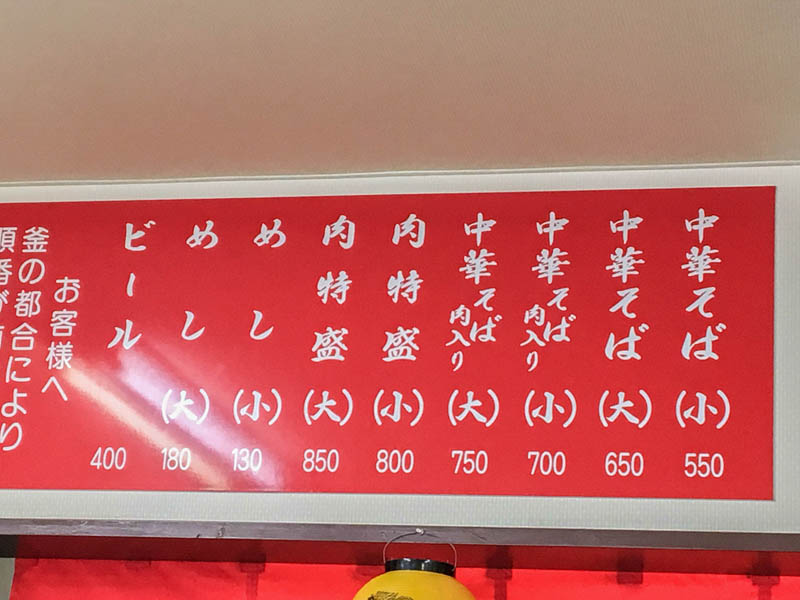 中華そば(小) 550
中華そば(大) 650
中華そば肉入り(小) 700
中華そば肉入り(大) 750
肉特盛(小) 800
肉特盛(大) 850
めし(小) 130
めし(大) 180
ビール 400
お客様へ
釜の都合により
順番が